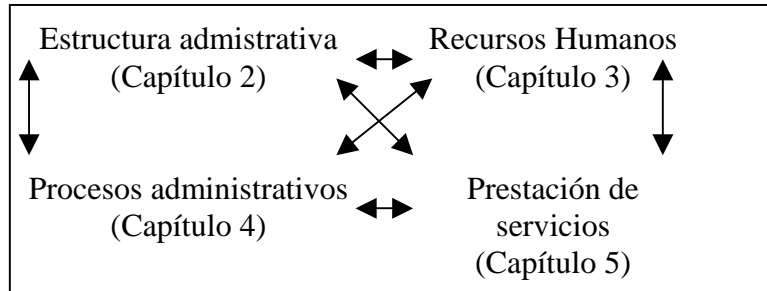 Estructura admistrativa
(Capítulo 2)
Recursos Humanos
(Capítulo 3)
Procesos administrativos
(Capítulo 4)
Prestación de
servicios
(Capítulo 5)